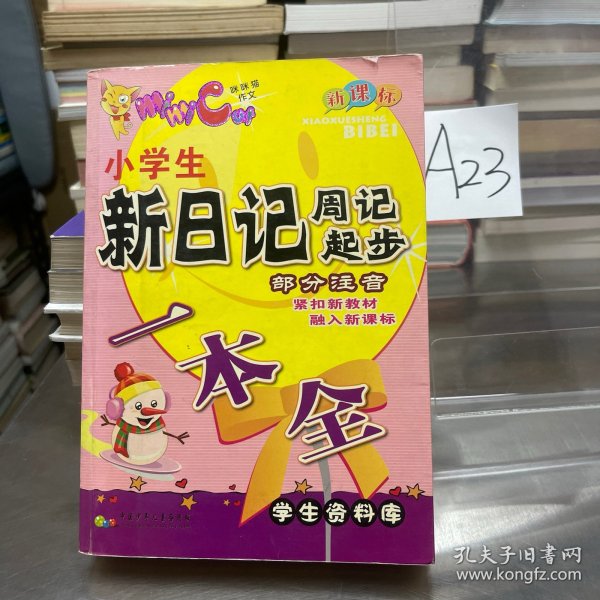 咪咪猫
作文
新课标
XIAOXUESHENG
BIBEI
小学生
新日记
周记
起步
部分注音
紧扣新教材
融入新课标
一本全
学生资料库
A23
孔夫子旧书网
www.kongfz.com